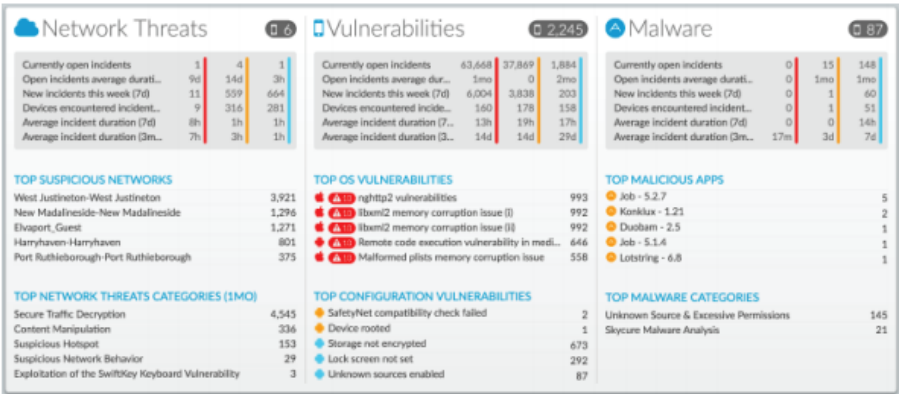 Network Threats 6
Currently open incidents 1 4 1
Open incidents average durati... 9d 14d 3h
New incidents this week (7d) 11 559 664
Devices encountered incident... 9 316 281
Average incident duration (7d) 8h 1h 1h
Average incident duration (3m... 7h 3h 1h
TOP SUSPICIOUS NETWORKS
West Justineton-West Justineton 3,921
New Madalineside-New Madalineside 1,296
Elvaport_Guest 1,271
Harryhaven-Harryhaven 801
Port Ruthieborough-Port Ruthieborough 375
TOP NETWORK THREATS CATEGORIES (1MO)
Secure Traffic Decryption 4,545
Content Manipulation 336
Suspicious Hotspot 153
Suspicious Network Behavior 29
Exploitation of the SwiftKey Keyboard Vulnerability 3
Vulnerabilities 2,245
Currently open incidents 63,668 37,869 1,884
Open incidents average dur... 1mo 0 2mo
New incidents this week (7d) 6,004 3,838 203
Devices encountered incide... 160 178 158
Average incident duration (7... 13h 19h 17h
Average incident duration (3... 14d 14d 29d
TOP OS VULNERABILITIES
10 nghttp2 vulnerabilities 993
10 libxml2 memory corruption issue (i) 992
10 libxml2 memory corruption issue (ii) 992
10 Remote code execution vulnerability in medi... 646
10 Malformed plists memory corruption issue 558
TOP CONFIGURATION VULNERABILITIES
SafetyNet compatibility check failed 2
Device rooted 1
Storage not encrypted 673
Lock screen not set 292
Unknown sources enabled 87
Malware 87
Currently open incidents 0 15 148
Open incidents average durati... 0 1mo 1mo
New incidents this week (7d) 0 1 60
Devices encountered incident... 0 1 51
Average incident duration (7d) 0 0 14h
Average incident duration (3m... 17m 3d 7d
TOP MALICIOUS APPS
Job - 5.2.7 5
Konklux - 1.21 2
Duobam - 2.5 1
Job - 5.1.4 1
Lotstring - 6.8 1
TOP MALWARE CATEGORIES
Unknown Source & Excessive Permissions 145
Skycure Malware Analysis 21